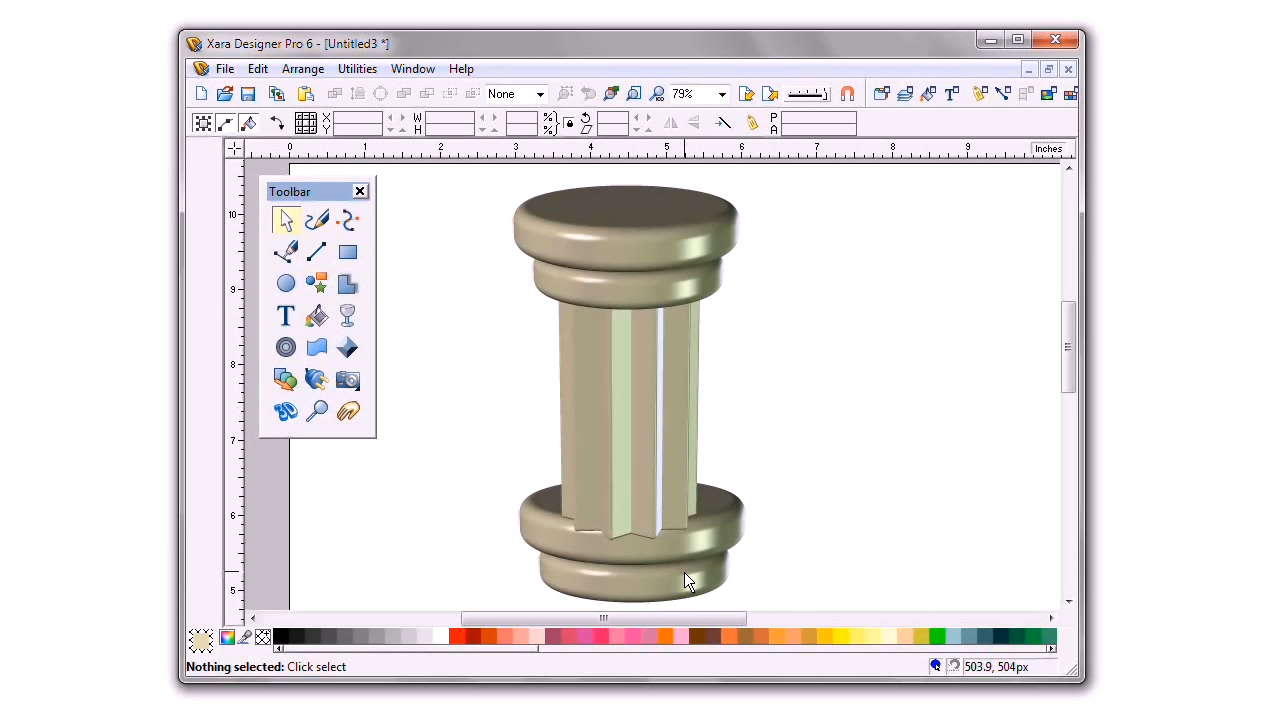 Xara Designer Pro 6 - [Untitled3 *]
File Edit Arrange Utilities Window Help
None 79%
X Y W H % % P A
0 1 2 3 4 5 6 7 8 9 Inches
Toolbar
10
9
8
7
6
5
T
3D
Nothing selected: Click select 503.9, 504px